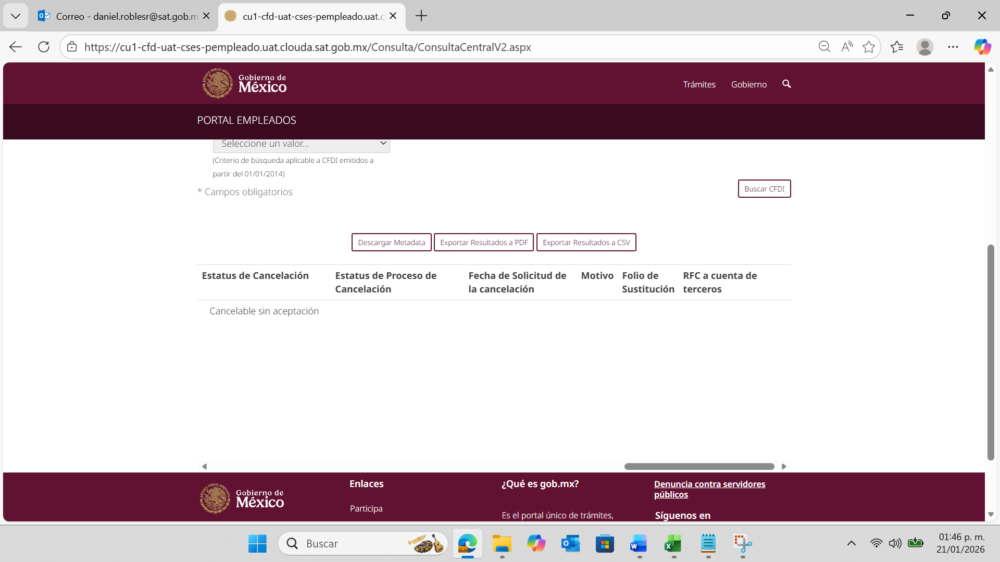 Correo - daniel.roblesr@sat.gob.m
cu1-cfd-uat-cses-pempleado.uat.cl
https://cu1-cfd-uat-cses-pempleado.uat.clouda.sat.gob.mx/Consulta/ConsultaCentralV2.aspx
Gobierno de
México
Trámites
Gobierno
PORTAL EMPLEADOS
Seleccione un valor...
(Criterio de búsqueda aplicable a CFDI emitidos a
partir del 01/01/2014)
* Campos obligatorios
Buscar CFDI
Descargar Metadata
Exportar Resultados a PDF
Exportar Resultados a CSV
Estatus de Cancelación
Estatus de Proceso de
Cancelación
Fecha de Solicitud de
la cancelación
Motivo
Folio de
Sustitución
RFC a cuenta de
terceros
Cancelable sin aceptación
Gobierno de
México
Enlaces
Participa
¿Qué es gob.mx?
Es el portal único de trámites,
Denuncia contra servidores
públicos
Síguenos en
Buscar
01:46 p. m.
21/01/2026